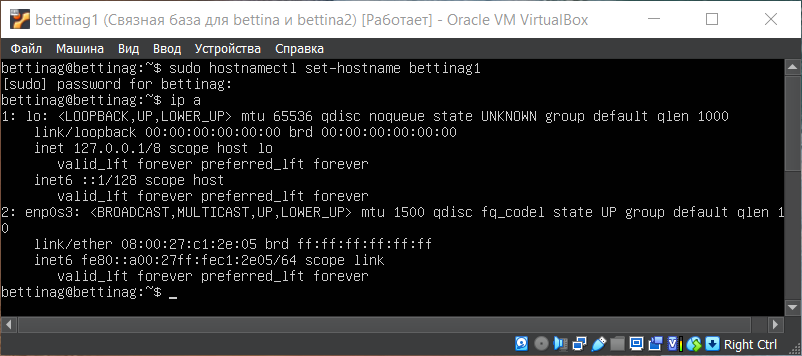 bettinag1 (Связная база для bettina и bettina2) [Работает] - Oracle VM VirtualBox
Файл Машина Вид Ввод Устройства Справка
bettinag@bettinag:~$ sudo hostnamectl set-hostname bettinag1
[sudo] password for bettinag:
bettinag@bettinag:~$ ip a
1: lo: <LOOPBACK,UP,LOWER_UP> mtu 65536 qdisc noqueue state UNKNOWN group default qlen 1000
    link/loopback 00:00:00:00:00:00 brd 00:00:00:00:00:00
    inet 127.0.0.1/8 scope host lo
       valid_lft forever preferred_lft forever
    inet6 ::1/128 scope host
       valid_lft forever preferred_lft forever
2: enp0s3: <BROADCAST,MULTICAST,UP,LOWER_UP> mtu 1500 qdisc fq_codel state UP group default qlen 10
0
    link/ether 08:00:27:c1:2e:05 brd ff:ff:ff:ff:ff:ff
    inet6 fe80::a00:27ff:fec1:2e05/64 scope link
       valid_lft forever preferred_lft forever
bettinag@bettinag:~$ _
Right Ctrl